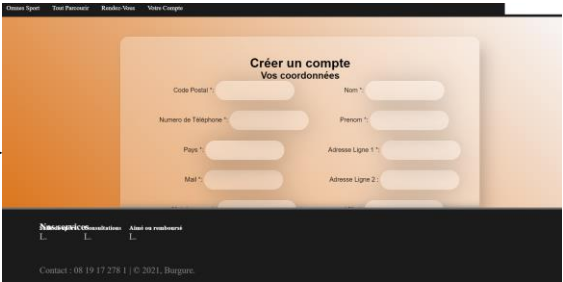 Omnes Sport Tout Parcourir Rendez-Vous Votre Compte
Créer un compte
Vos coordonnées
Code Postal *: Nom *:
Numero de Téléphone *: Prenom *:
Pays *: Adresse Ligne 1 *:
Mail *: Adresse Ligne 2 :
Nos services Consultations Aimé ou remboursé
L. L. L.
Contact : 08 19 17 278 1 | © 2021, Burgure.